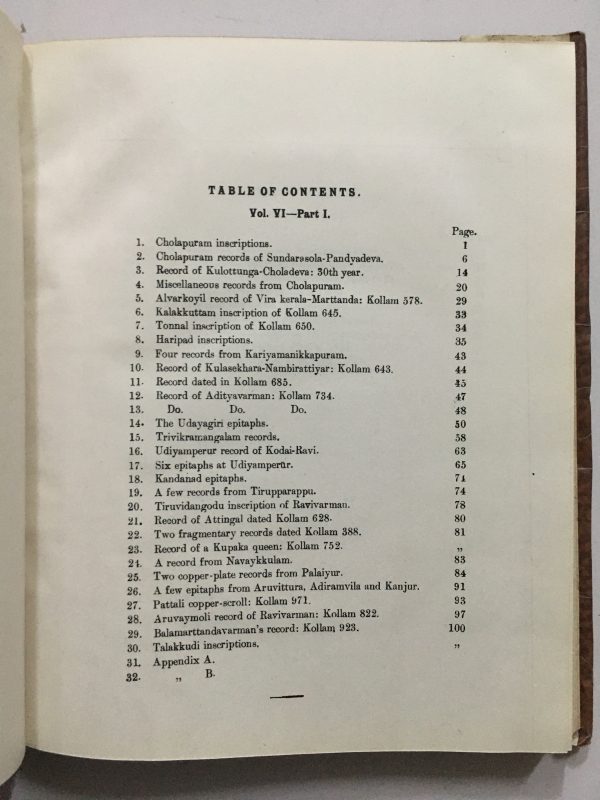 TABLE OF CONTENTS.
Vol. VI—Part I.
Page.
1. Cholapuram inscriptions. 1
2. Cholapuram records of Sundarasola-Pandyadeva. 6
3. Record of Kulottunga-Choladeva: 30th year. 14
4. Miscellaneous records from Cholapuram. 20
5. Alvarkoyil record of Vira kerala-Marttanda: Kollam 578. 29
6. Kalakkuttam inscription of Kollam 645. 33
7. Tonnal inscription of Kollam 650. 34
8. Haripad inscriptions. 35
9. Four records from Kariyamanikkapuram. 43
10. Record of Kulasekhara-Nambirattiyar: Kollam 643. 44
11. Record dated in Kollam 685. 45
12. Record of Adityavarman: Kollam 734. 47
13. Do. Do. Do. 48
14. The Udayagiri epitaphs. 50
15. Trivikramangalam records. 58
16. Udiyamperur record of Kodai-Ravi. 63
17. Six epitaphs at Udiyamperūr. 65
18. Kandanad epitaphs. 71
19. A few records from Tirupparappu. 74
20. Tiruvidangodu inscription of Ravivarman. 78
21. Record of Attingal dated Kollam 628. 80
22. Two fragmentary records dated Kollam 388. 81
23. Record of a Kupaka queen: Kollam 752. „
24. A record from Navaykkulam. 83
25. Two copper-plate records from Palaiyur. 84
26. A few epitaphs from Aruvittura, Adiramvila and Kanjur. 91
27. Pattali copper-scroll: Kollam 971. 93
28. Aruvaymoli record of Ravivarman: Kollam 822. 97
29. Balamarttandavarman's record: Kollam 923. 100
30. Talakkudi inscriptions. „
31. Appendix A.
32. „ B.